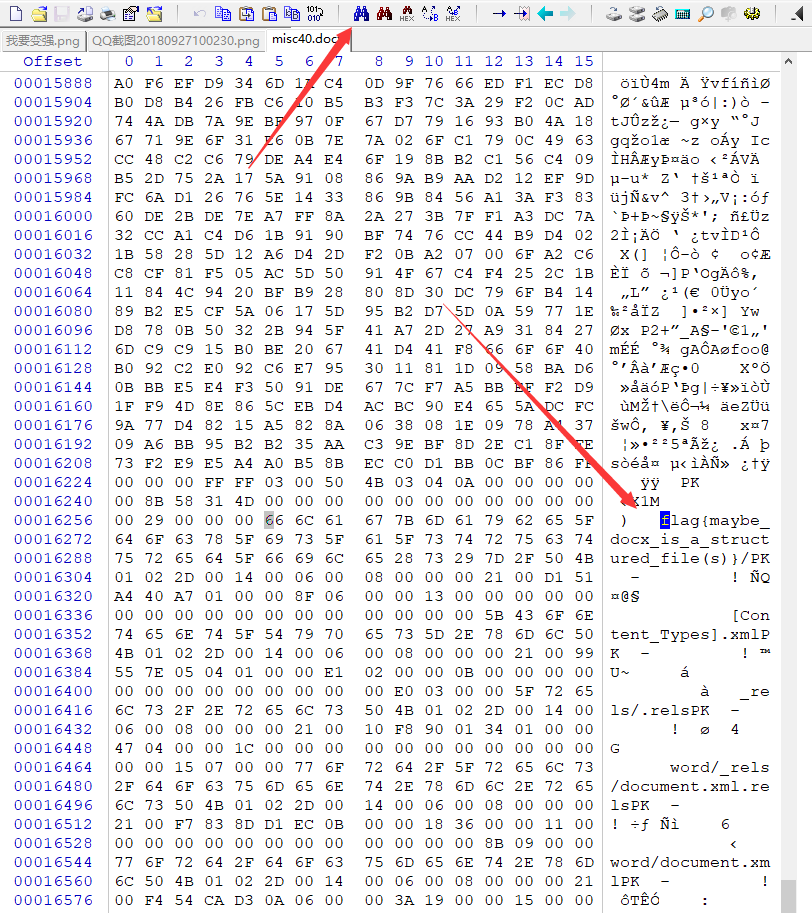 我要变强.png QQ截图20180927100230.png misc40.doc
Offset 0 1 2 3 4 5 6 7 8 9 10 11 12 13 14 15
00015888 A0 F6 EF D9 34 6D C4 0D 9F 76 66 ED F1 EC D8 öïÙ4m Ä ŸvfíñìØ
00015904 B0 D8 B4 26 FB C6 10 B5 B3 F3 7C 3A 29 F2 0C AD °Ø´&ûÆ µ³ó|:)ò
00015920 74 4A DB 7A 9E BF 97 0F 67 D7 79 16 93 B0 4A 18 tJÛzž¿— g×y “°J
00015936 67 71 9E 6F 31 E6 0B 7E 7A 02 6F C1 79 0C 49 63 gqžo1æ ~z oÁy Ic
00015952 CC 48 C2 C6 79 DE A4 E4 6F 19 8B B2 C1 56 C4 09 ÌHÂÆyÞ¤äo ‹²ÁVÄ
00015968 B5 2D 75 2A 17 5A 91 08 86 9A B9 AA D2 12 EF 9D µ-u* Z‘ †š¹ªÒ ï
00015984 FC 6A D1 26 76 5E 14 33 86 9B 84 56 A1 3A F3 83 üjÑ&v^ 3†›„V¡:óƒ
00016000 60 DE 2B DE 7E A7 FF 8A 2A 27 3B 7F F1 A3 DC 7A `Þ+Þ~§ÿŠ*'; ñ£Üz
00016016 32 CC A1 C4 D6 1B 91 90 BF 74 76 CC 44 B9 D4 02 2Ì¡ÄÖ ‘ ¿tvÌD¹Ô
00016032 1B 58 28 5D 12 A6 D4 2D F2 0B A2 07 00 6F A2 C6 X(] ¦Ô-ò ¢ o¢Æ
00016048 C8 CF 81 F5 05 AC 5D 50 91 4F 67 C4 F4 25 2C 1B ÈÏ õ ¬]P‘OgÄô%,
00016064 11 84 4C 94 20 BF B9 28 80 8D 30 DC 79 6F B4 14 „L” ¿¹(€ 0Üyo´
00016080 89 B2 E5 CF 5A 06 17 5D 95 B2 D7 5D 0A 59 77 1E ‰²åÏZ ]•²×] Yw
00016096 D8 78 0B 50 32 2B 94 5F 41 A7 2D 27 A9 31 84 27 Øx P2+”_A§-'©1„'
00016112 6D C9 C9 15 B0 BE 20 67 41 D4 41 F8 66 6F 6F 40 mÉÉ °¾ gAÔAøfoo@
00016128 B0 92 C2 E0 92 C6 E7 95 30 11 81 1D 09 58 BA D6 °’Âà’Æç•0 XºÖ
00016144 0B BB E5 E4 F3 50 91 DE 67 7C F7 A5 BB EF F2 D9 »åäóP‘Þg|÷¥»ïòÙ
00016160 1F F9 4D 8E 86 5C EB D4 AC BC 90 E4 65 5A DC FC ùMŽ†\ëÔ¬¼ äeZÜü
00016176 9A 77 D4 82 15 A5 82 8A 06 38 08 1E 09 78 A4 37 šwÔ‚ ¥‚Š 8 x¤7
00016192 09 A6 BB 95 B2 B2 35 AA C3 9E BF 8D 2E C1 8F FE ¦»•²²5ªÃž¿ .Á þ
00016208 73 F2 E9 E5 A4 A0 B5 8B EC C0 D1 BB 0C BF 86 sòéå¤ µ‹ìÀÑ» ¿†ÿ
00016224 00 00 00 FF FF 03 00 50 4B 03 04 0A 00 00 00 00 ÿÿ PK
00016240 00 8B 58 31 4D 00 00 00 00 00 00 00 00 00 00 00 ‹X1M
00016256 00 29 00 00 00 66 6C 61 67 7B 6D 61 79 62 65 5F ) flag{maybe_
00016272 64 6F 63 78 5F 69 73 5F 61 5F 73 74 72 75 63 74 docx_is_a_struct
00016288 75 72 65 64 5F 66 69 6C 65 28 73 29 7D 2F 50 4B ured_file(s)}/PK
00016304 01 02 2D 00 14 00 06 00 08 00 00 00 21 00 D1 51 - ! ÑQ
00016320 A4 40 A7 01 00 00 8F 06 00 00 13 00 00 00 00 00 ¤@§
00016336 00 00 00 00 00 00 00 00 00 00 00 00 5B 43 6F 6E [Con
00016352 74 65 6E 74 5F 54 79 70 65 73 5D 2E 78 6D 6C 50 tent_Types].xmlP
00016368 4B 01 02 2D 00 14 00 06 00 08 00 00 00 21 00 99 K - ! ™
00016384 55 7E 05 04 01 00 00 E1 02 00 00 0B 00 00 00 00 U~ á
00016400 00 00 00 00 00 00 00 00 00 E0 03 00 00 5F 72 65 à _re
00016416 6C 73 2F 2E 72 65 6C 73 50 4B 01 02 2D 00 14 00 ls/.relsPK -
00016432 06 00 08 00 00 00 21 00 10 F8 90 01 34 01 00 00 ! ø 4
00016448 47 04 00 00 1C 00 00 00 00 00 00 00 00 00 00 00 G
00016464 00 00 15 07 00 00 77 6F 72 64 2F 5F 72 65 6C 73 word/_rels
00016480 2F 64 6F 63 75 6D 65 6E 74 2E 78 6D 6C 2E 72 65 /document.xml.re
00016496 6C 73 50 4B 01 02 2D 00 14 00 06 00 08 00 00 00 lsPK -
00016512 21 00 F7 83 8D D1 EC 0B 00 00 18 36 00 00 11 00 ! ÷ƒ Ñì 6
00016528 00 00 00 00 00 00 00 00 00 00 00 00 8B 09 00 00 ‹
00016544 77 6F 72 64 2F 64 6F 63 75 6D 65 6E 74 2E 78 6D word/document.xm
00016560 6C 50 4B 01 02 2D 00 14 00 06 00 08 00 00 00 21 lPK - !
00016576 00 F4 54 CA D3 0A 06 00 00 3A 19 00 00 15 00 00 ôTÊÓ :